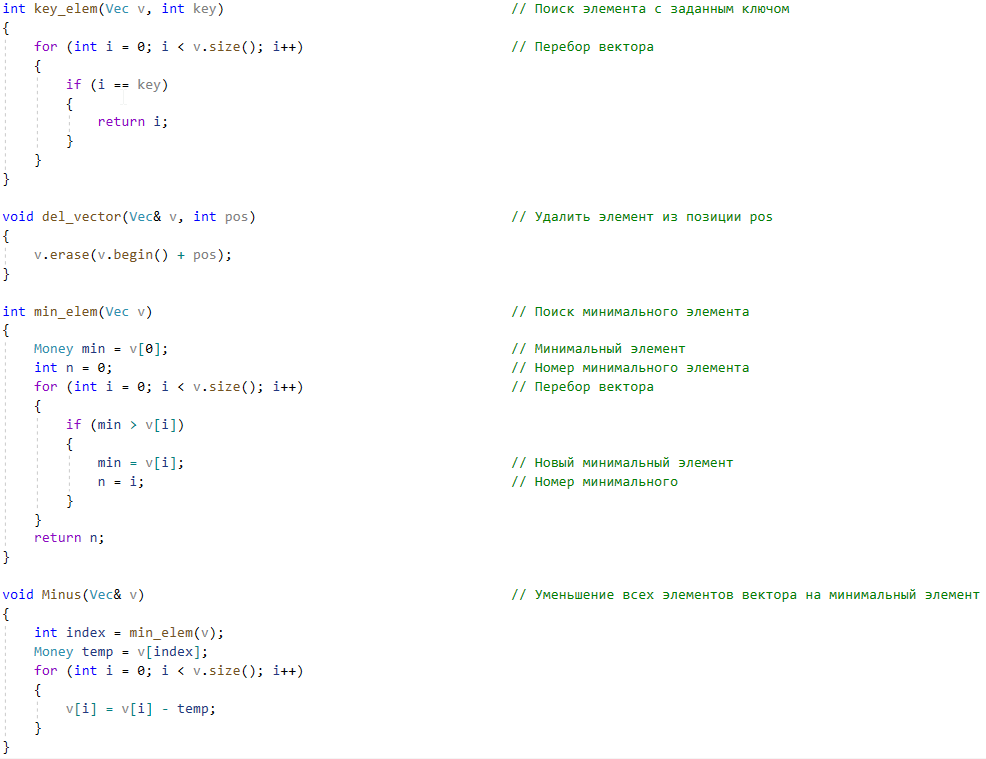 int key_elem(Vec v, int key) // Поиск элемента с заданным ключом
{
for (int i = 0; i < v.size(); i++) // Перебор вектора
{
if (i == key)
{
return i;
}
}
}
void del_vector(Vec& v, int pos) // Удалить элемент из позиции pos
{
v.erase(v.begin() + pos);
}
int min_elem(Vec v) // Поиск минимального элемента
{
Money min = v[0]; // Минимальный элемент
int n = 0; // Номер минимального элемента
for (int i = 0; i < v.size(); i++) // Перебор вектора
{
if (min > v[i])
{
min = v[i]; // Новый минимальный элемент
n = i; // Номер минимального
}
}
return n;
}
void Minus(Vec& v) // Уменьшение всех элементов вектора на минимальный элемент
{
int index = min_elem(v);
Money temp = v[index];
for (int i = 0; i < v.size(); i++)
{
v[i] = v[i] - temp;
}
}